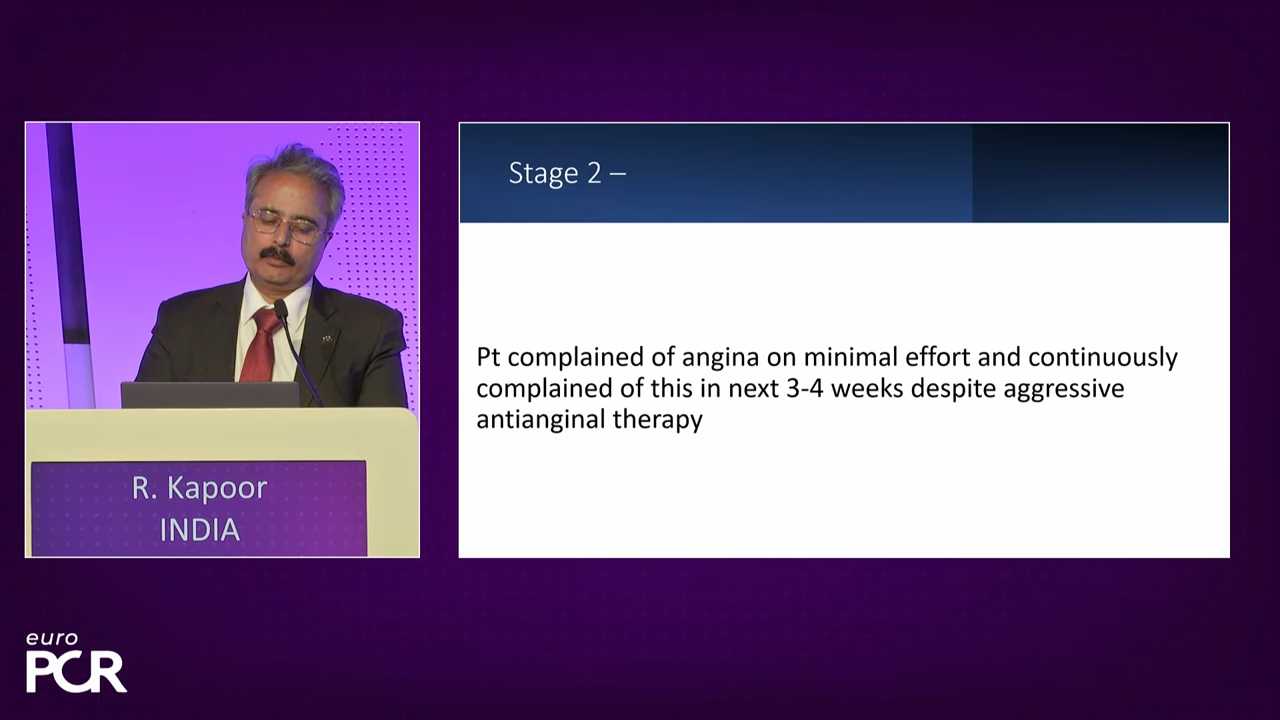 Stage 2 –
Pt complained of angina on minimal effort and continuously
complained of this in next 3-4 weeks despite aggressive
antianginal therapy
R. Kapoor
INDIA
euro
PCR